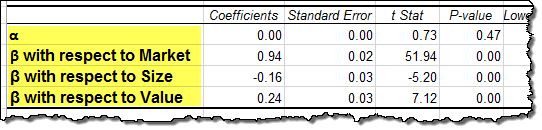 Coefficients Standard Error t Stat P-value Lowe
α 0.00 0.00 0.73 0.47
β with respect to Market 0.94 0.02 51.94 0.00
β with respect to Size -0.16 0.03 -5.20 0.00
β with respect to Value 0.24 0.03 7.12 0.00